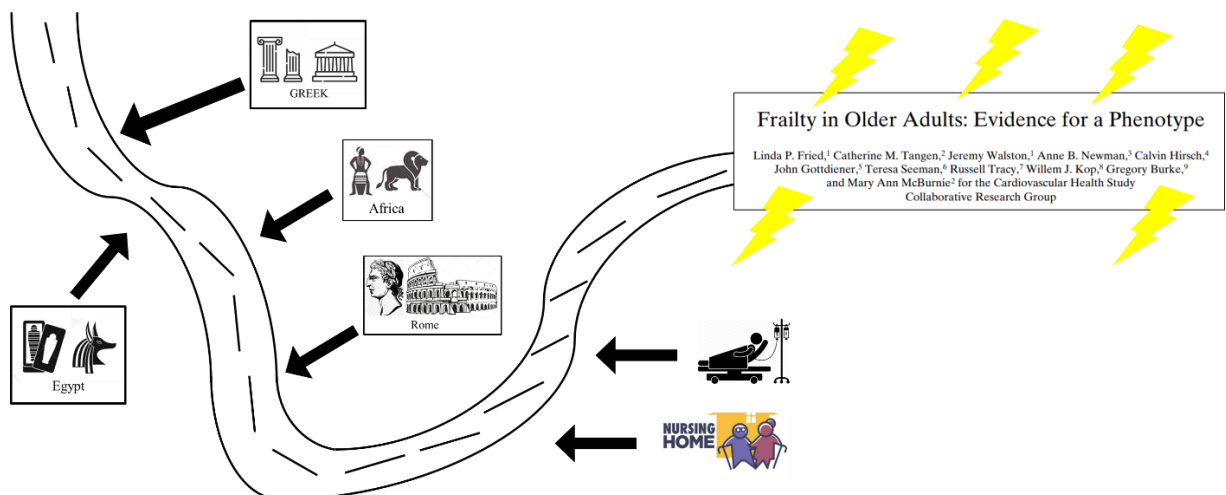 GREEK
Africa
Rome
Egypt
Frailty in Older Adults: Evidence for a Phenotype
Linda P. Fried,¹ Catherine M. Tangen,² Jeremy Walston,¹ Anne B. Newman,³ Calvin Hirsch,⁴
John Gottdiener,⁵ Teresa Seeman,⁶ Russell Tracy,⁷ Willem J. Kop,⁸ Gregory Burke,⁹
and Mary Ann McBurnie² for the Cardiovascular Health Study
Collaborative Research Group
NURSING
HOME